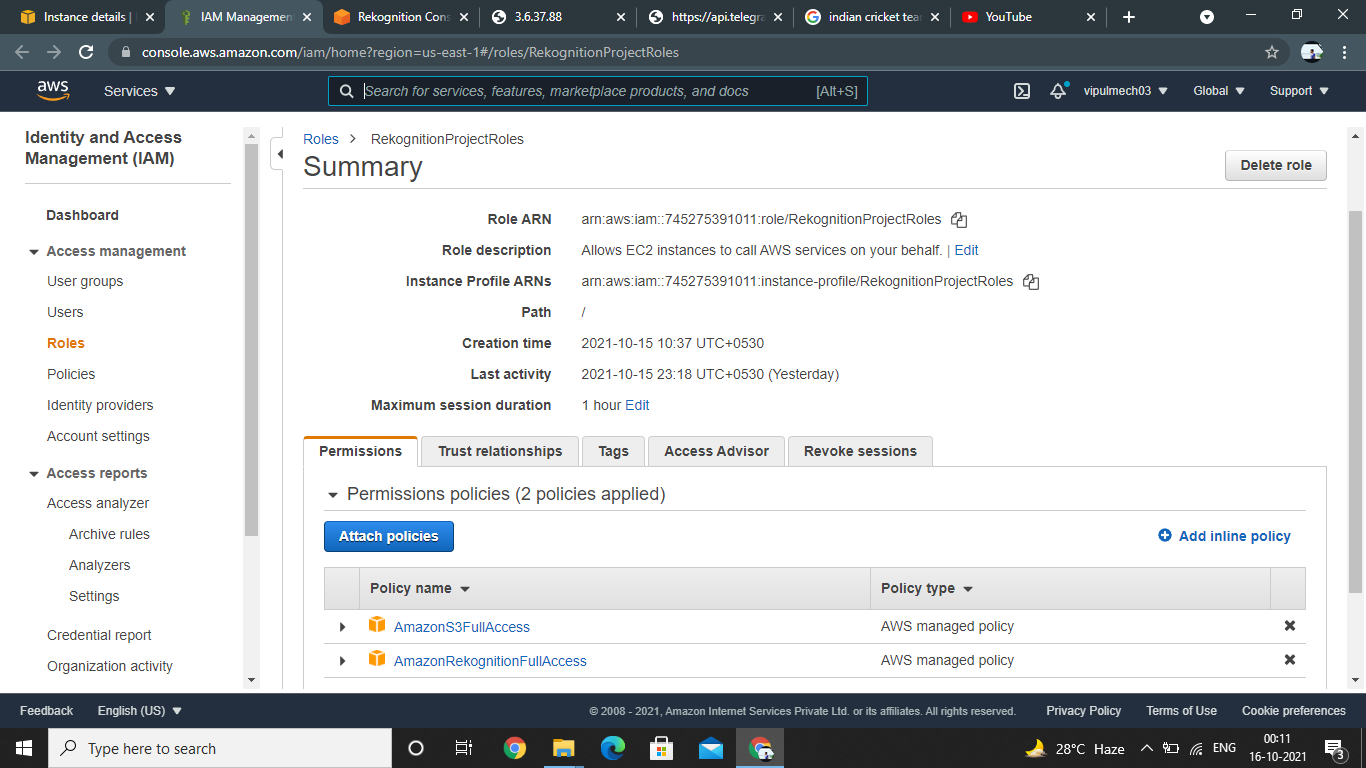 Instance details |
IAM Management
Rekognition Cons
3.6.37.88
https://api.telegra
indian cricket tea
YouTube
console.aws.amazon.com/iam/home?region=us-east-1#/roles/RekognitionProjectRoles
aws
Services
Search for services, features, marketplace products, and docs [Alt+S]
vipulmech03
Global
Support
Identity and Access
Management (IAM)
Dashboard
Access management
User groups
Users
Roles
Policies
Identity providers
Account settings
Access reports
Access analyzer
Archive rules
Analyzers
Settings
Credential report
Organization activity
Roles > RekognitionProjectRoles
Summary
Delete role
Role ARN arn:aws:iam::745275391011:role/RekognitionProjectRoles
Role description Allows EC2 instances to call AWS services on your behalf. | Edit
Instance Profile ARNs arn:aws:iam::745275391011:instance-profile/RekognitionProjectRoles
Path /
Creation time 2021-10-15 10:37 UTC+0530
Last activity 2021-10-15 23:18 UTC+0530 (Yesterday)
Maximum session duration 1 hour Edit
Permissions
Trust relationships
Tags
Access Advisor
Revoke sessions
Permissions policies (2 policies applied)
Attach policies
Add inline policy
Policy name
Policy type
AmazonS3FullAccess AWS managed policy
AmazonRekognitionFullAccess AWS managed policy
Feedback
English (US)
© 2008 - 2021, Amazon Internet Services Private Ltd. or its affiliates. All rights reserved.
Privacy Policy
Terms of Use
Cookie preferences
Type here to search
28°C Haze
ENG
00:11
16-10-2021
3